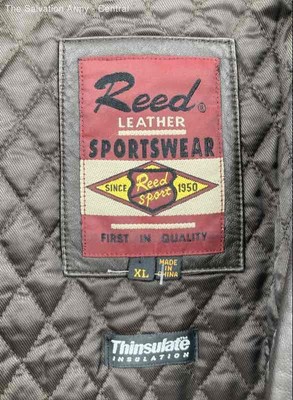 The Salvation Army - Central
Reed®
LEATHER
SPORTSWEAR
SINCE Reed 1950
sport
FIRST IN QUALITY
XL
MADE
IN
CHINA
Thinsulate
INSULATION